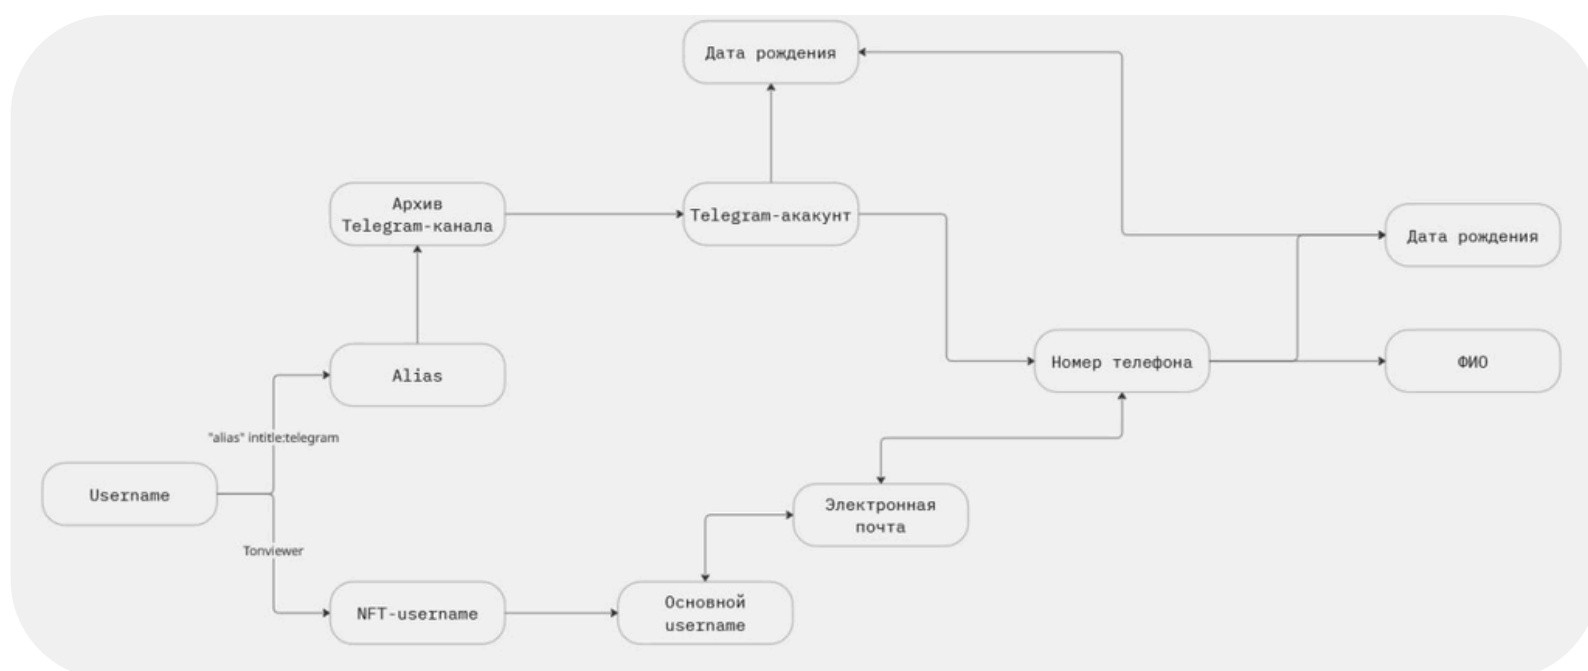 Дата рождения
Архив
Telegram-канала
Telegram-акакунт
Дата рождения
Номер телефона
ФИО
Alias
"alias" intitle:telegram
Username
Электронная
почта
Tonviewer
NFT-username
Основной
username